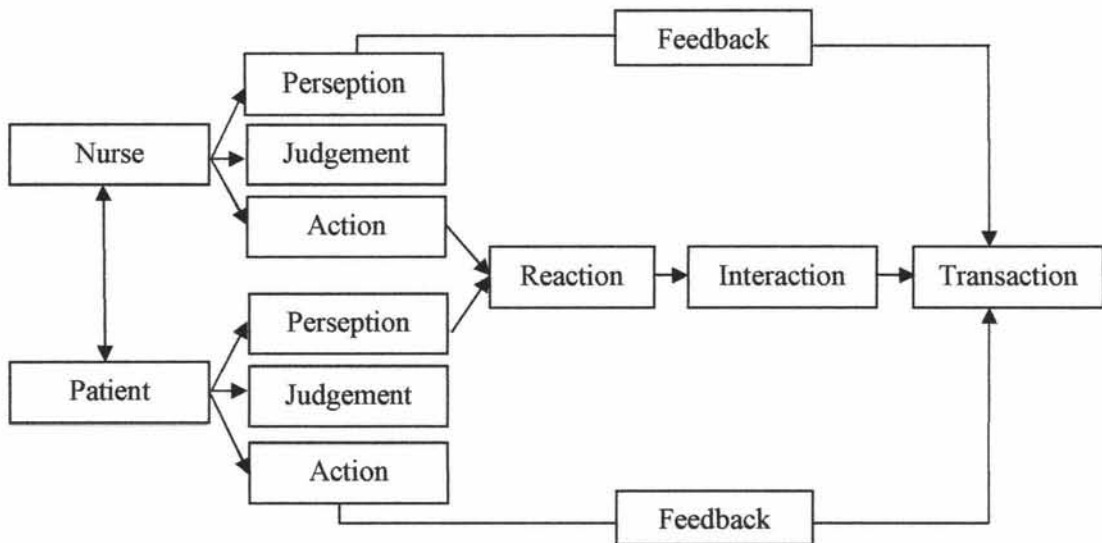 Feedback
Perseption
Nurse
Judgement
Action
Reaction
Interaction
Transaction
Perseption
Patient
Judgement
Action
Feedback